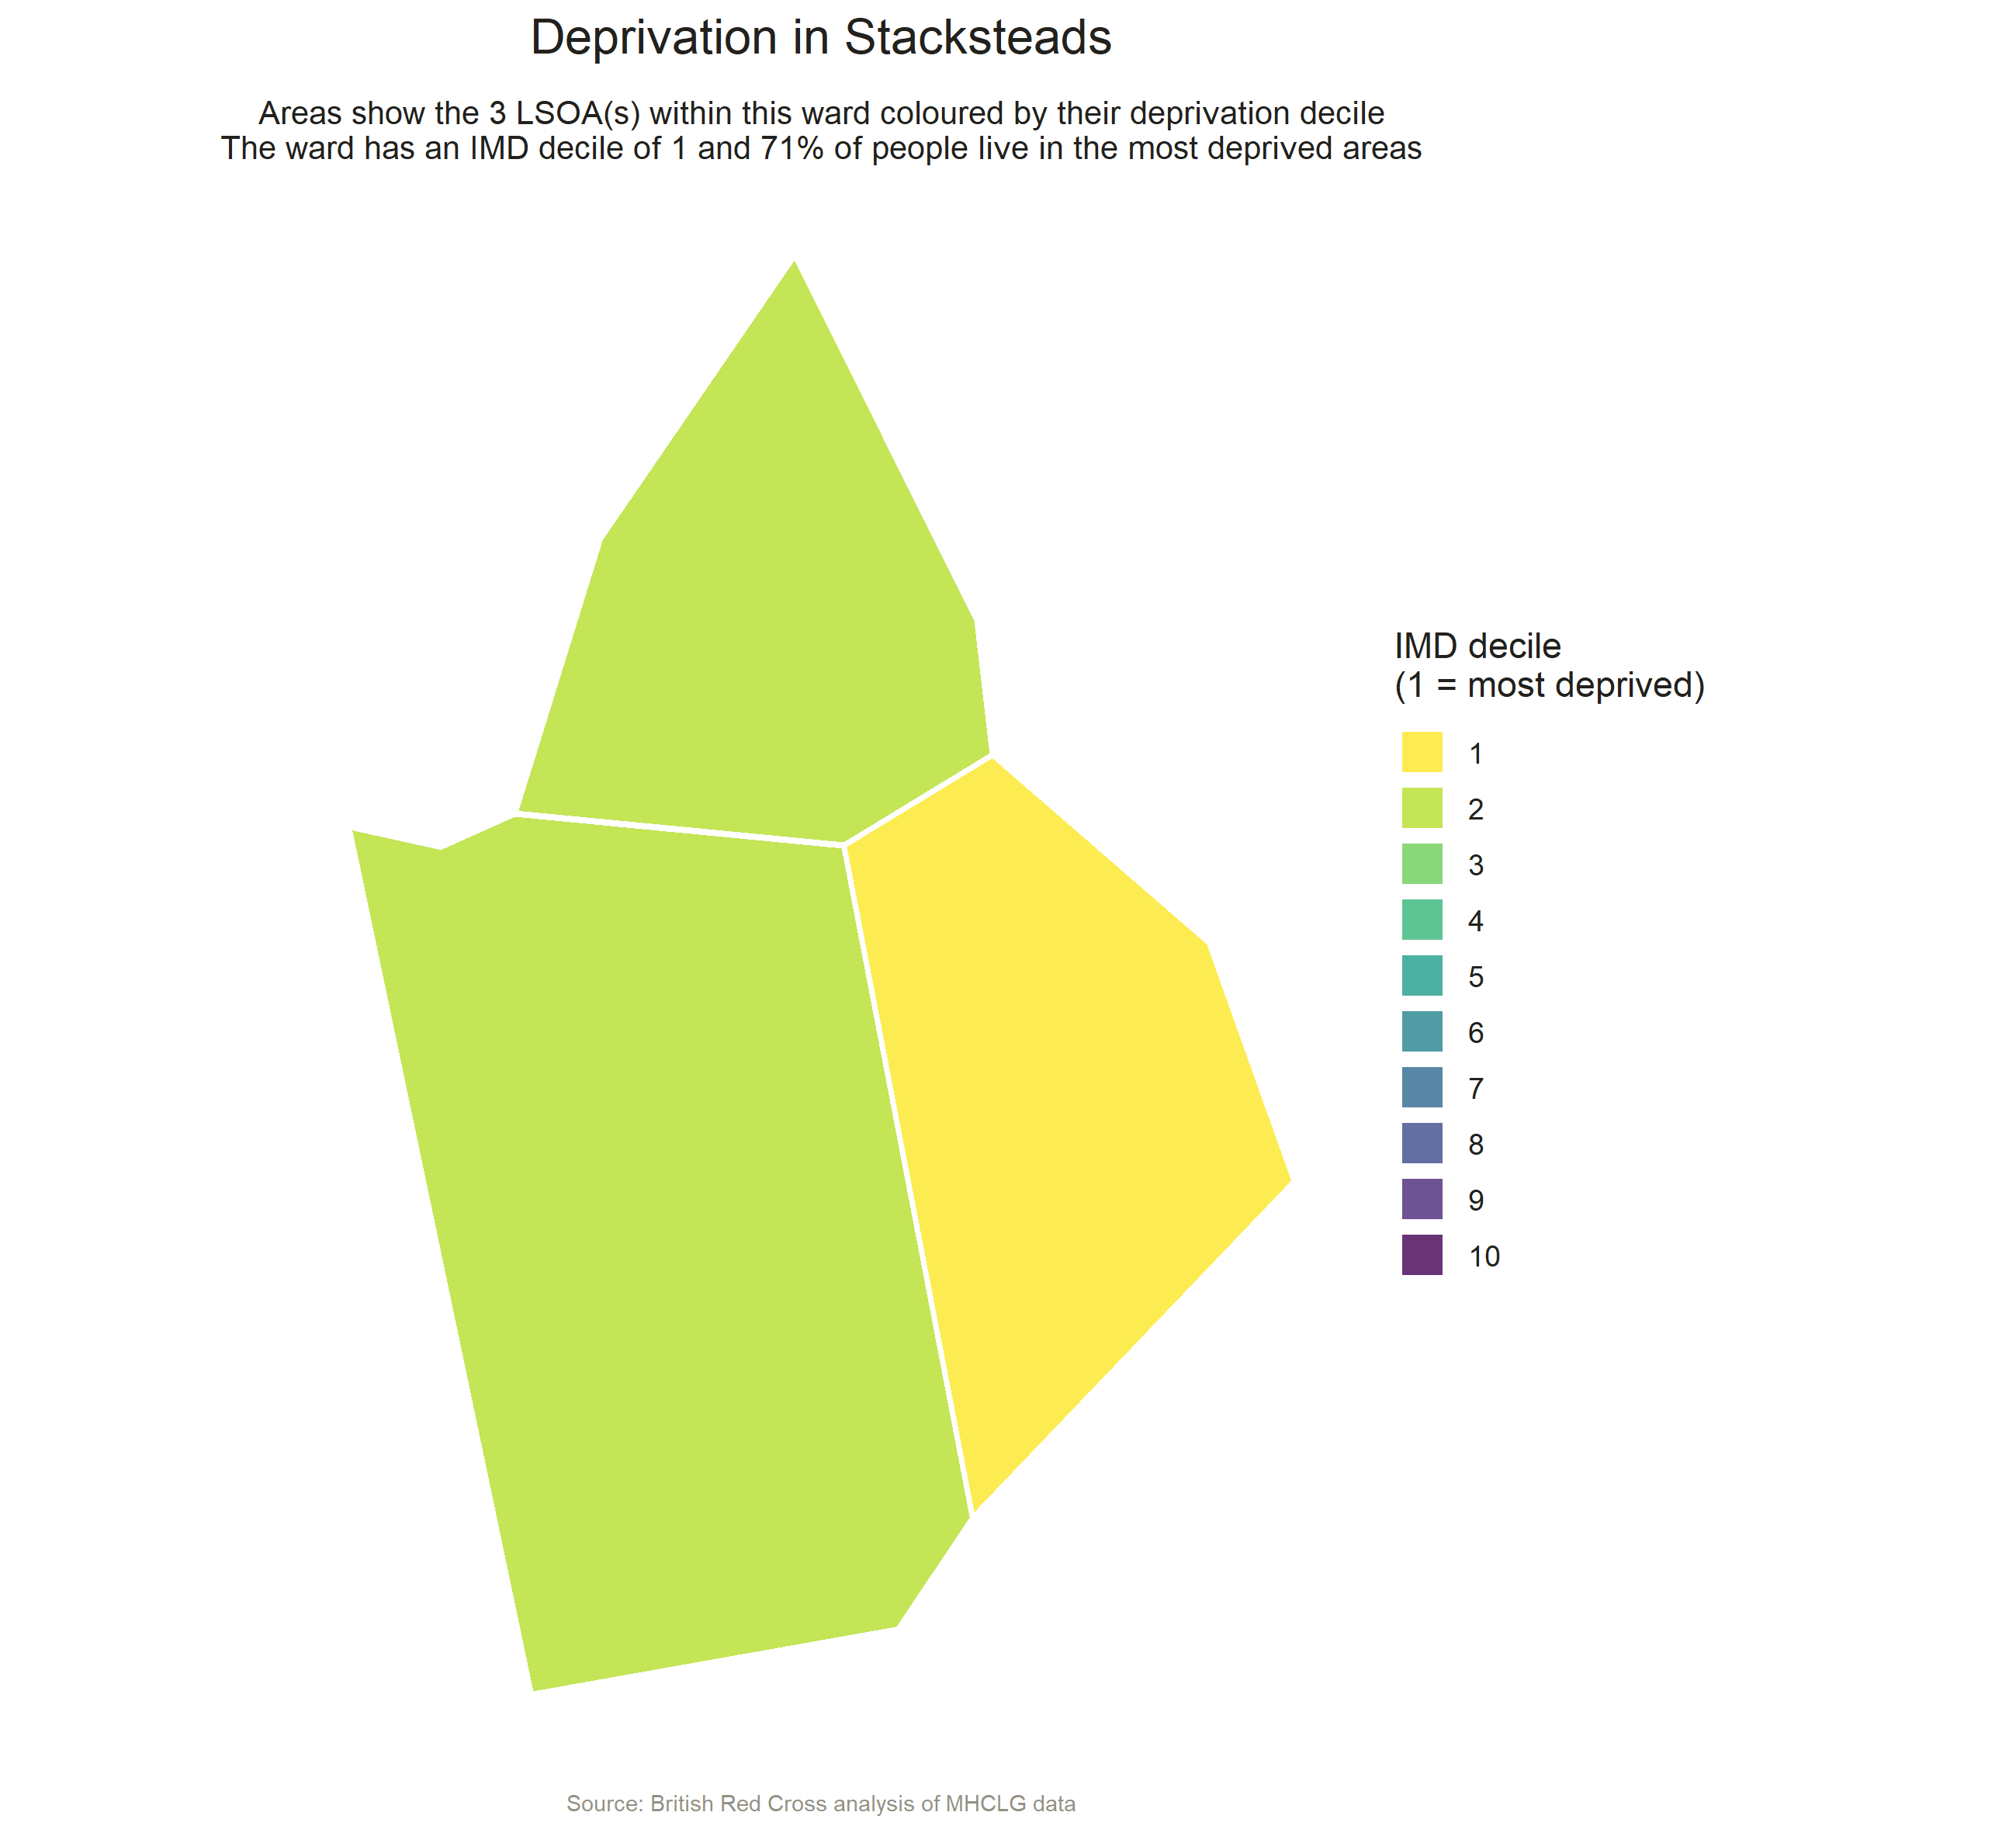 Deprivation in Stacksteads
Areas show the 3 LSOA(s) within this ward coloured by their deprivation decile
The ward has an IMD decile of 1 and 71% of people live in the most deprived areas
IMD decile
(1 = most deprived)
1
2
3
4
5
6
7
8
9
10
Source: British Red Cross analysis of MHCLG data